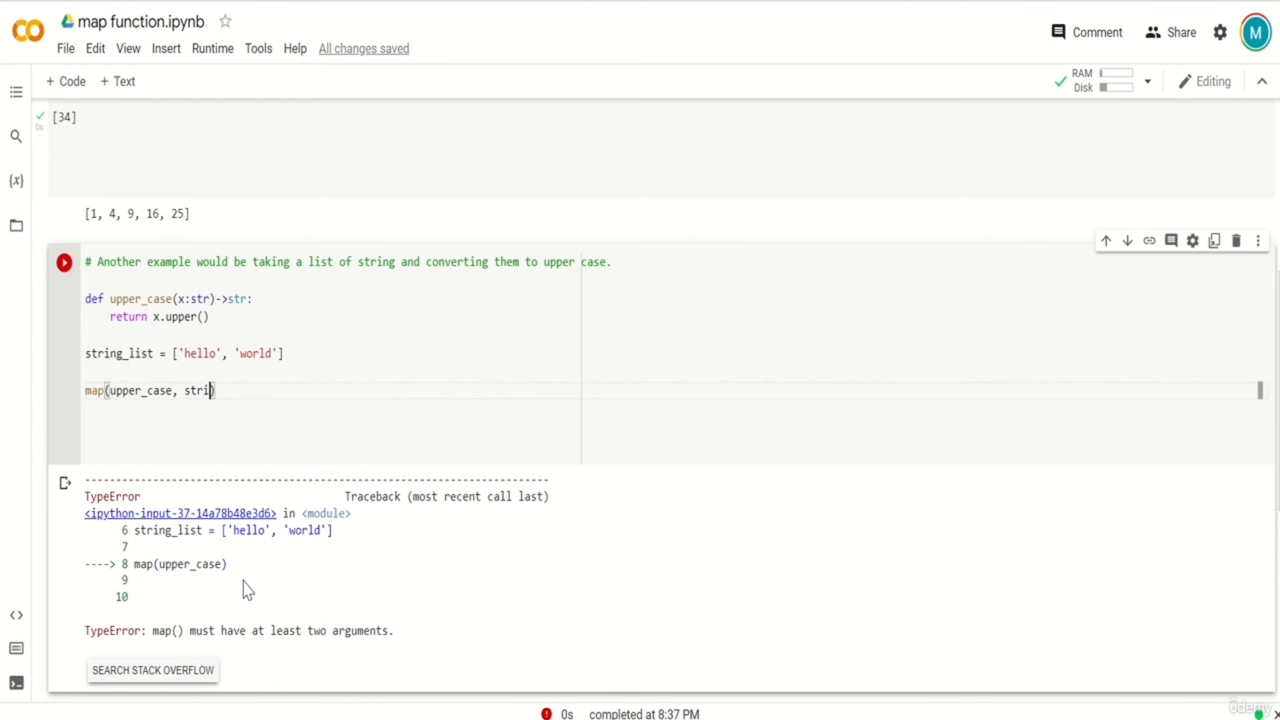 map function.ipynb
File Edit View Insert Runtime Tools Help All changes saved
Comment Share M
+ Code + Text
RAM
Disk
Editing
[34]
0s
[1, 4, 9, 16, 25]
{x}
# Another example would be taking a list of string and converting them to upper case.
def upper_case(x:str)->str:
return x.upper()
string_list = ['hello', 'world']
map(upper_case, stri)
---------------------------------------------------------------------------
TypeError Traceback (most recent call last)
<ipython-input-37-14a78b48e3d6> in <module>
6 string_list = ['hello', 'world']
7
----> 8 map(upper_case)
9
10
TypeError: map() must have at least two arguments.
SEARCH STACK OVERFLOW
0s completed at 8:37 PM
ûdemy